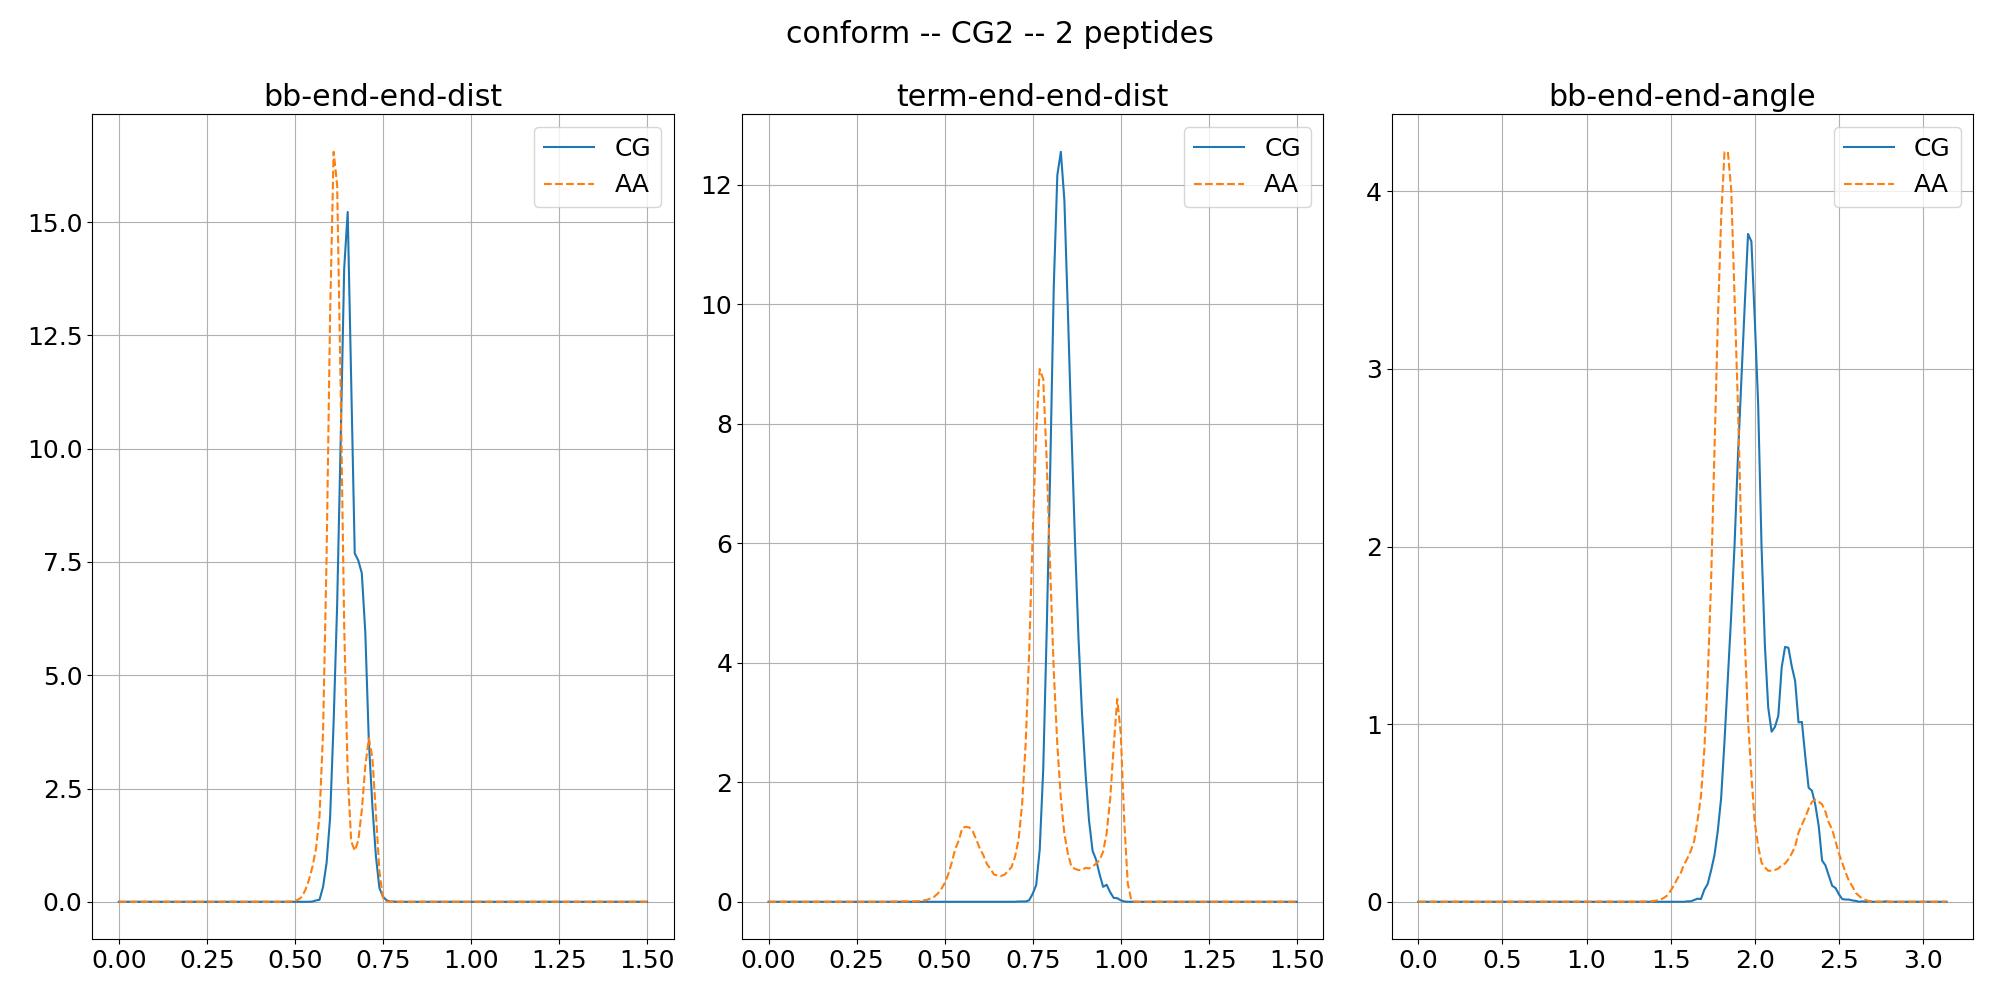 conform -- CG2 -- 2 peptides
bb-end-end-dist
CG
AA
15.0
12.5
10.0
7.5
5.0
2.5
0.0
0.00 0.25 0.50 0.75 1.00 1.25 1.50
term-end-end-dist
CG
AA
12
10
8
6
4
2
0
0.00 0.25 0.50 0.75 1.00 1.25 1.50
bb-end-end-angle
CG
AA
4
3
2
1
0
0.0 0.5 1.0 1.5 2.0 2.5 3.0